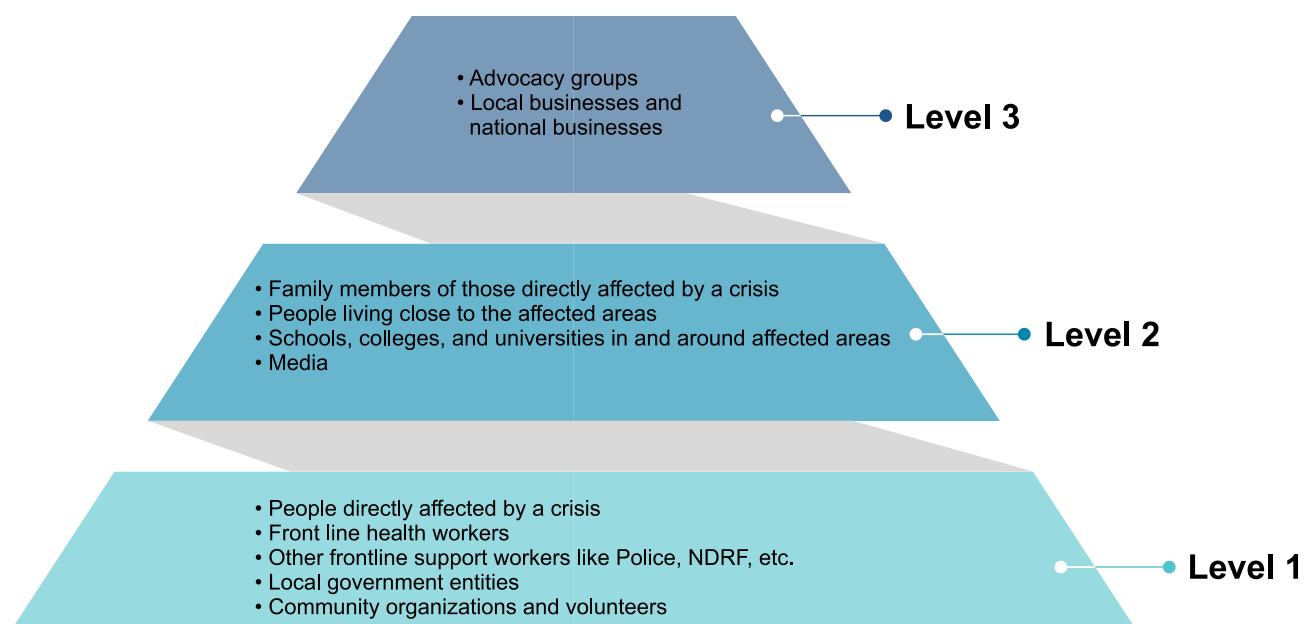 • Advocacy groups
• Local businesses and
national businesses
Level 3
• Family members of those directly affected by a crisis
• People living close to the affected areas
• Schools, colleges, and universities in and around affected areas
• Media
Level 2
• People directly affected by a crisis
• Front line health workers
• Other frontline support workers like Police, NDRF, etc.
• Local government entities
• Community organizations and volunteers
Level 1